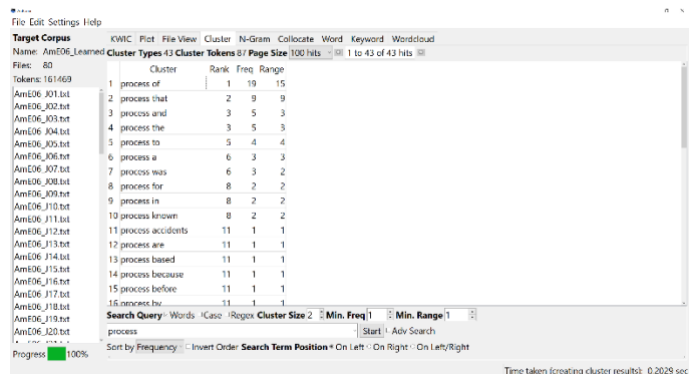 File Edit Settings Help
Target Corpus
Name: AmE06_Learned
Files: 80
Tokens: 161469
AmE06_J01.txt
AmE06_J02.txt
AmE06_J03.txt
AmE06_J04.txt
AmE06_J05.txt
AmE06_J06.txt
AmE06_J07.txt
AmE06_J08.txt
AmE06_J09.txt
AmE06_J10.txt
AmE06_J11.txt
AmE06_J12.txt
AmE06_J13.txt
AmE06_J14.txt
AmE06_J15.txt
AmE06_J16.txt
AmE06_J17.txt
AmE06_J18.txt
AmE06_J19.txt
AmE06_J20.txt
Progress 100%
KWIC Plot File View Cluster N-Gram Collocate Word Keyword Wordcloud
Cluster Types 43 Cluster Tokens 87 Page Size 100 hits 1 to 43 of 43 hits
Cluster Rank Freq Range
1 process of 1 19 15
2 process that 2 9 9
3 process and 3 5 3
4 process the 3 5 3
5 process to 5 4 4
6 process a 6 3 3
7 process was 6 3 2
8 process for 8 2 2
9 process in 8 2 2
10 process known 8 2 2
11 process accidents 11 1 1
12 process are 11 1 1
13 process based 11 1 1
14 process because 11 1 1
15 process before 11 1 1
16 process by 11 1 1
Search Query Words Case Regex Cluster Size 2 Min. Freq 1 Min. Range 1
process Start Adv Search
Sort by Frequency Invert Order Search Term Position On Left On Right On Left/Right
Time taken (creating cluster results): 0.2029 sec